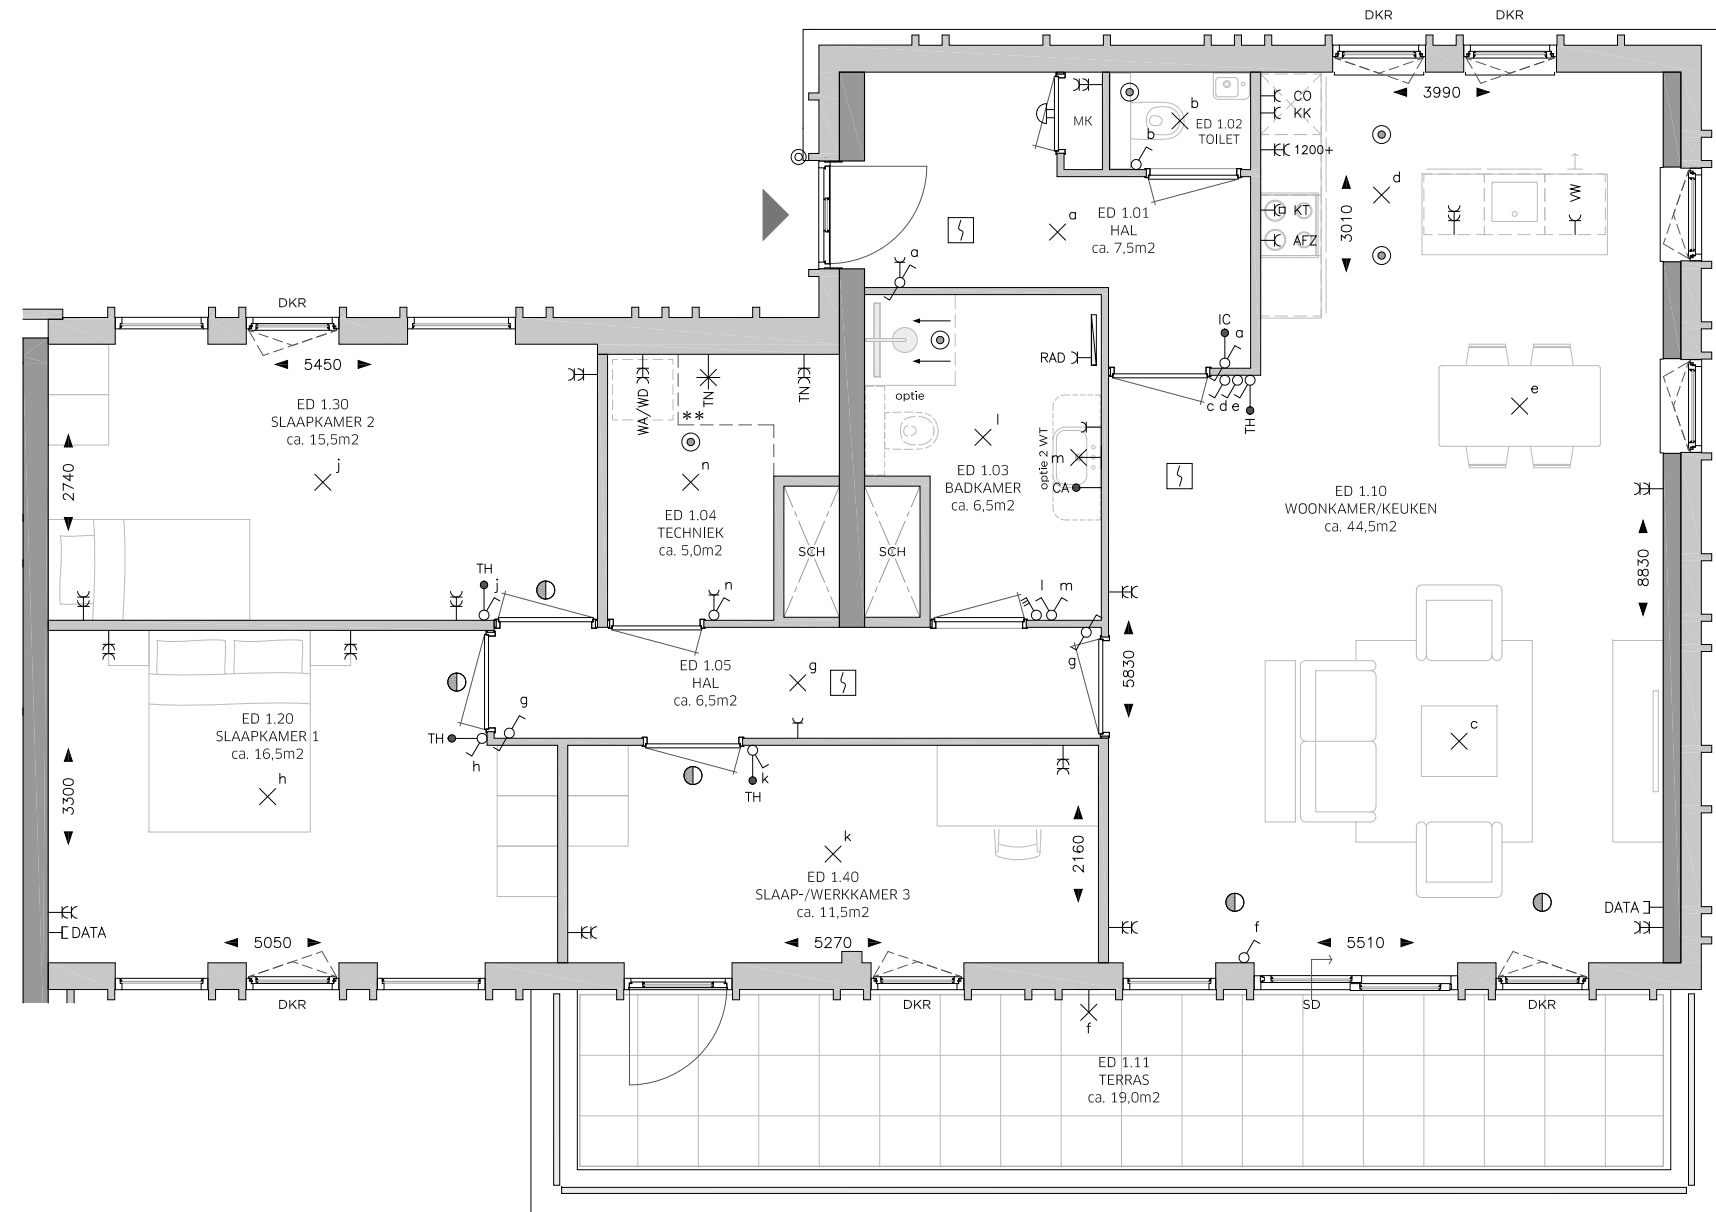 DKR
DKR
3990
CO
KK
1200+
KT
AFZ
3010
d
VW
MK
b
b
ED 1.02
TOILET
ED 1.01
HAL
ca. 7,5m2
a
a
IC
a
c d e
TH
DKR
5450
ED 1.30
SLAAPKAMER 2
ca. 15,5m2
j
2740
TH
j
WA/WD
**
TN
TN
n
ED 1.04
TECHNIEK
ca. 5,0m2
n
SCH
SCH
optie
RAD
l
optie 2 WT
m
CA
ED 1.03
BADKAMER
ca. 6,5m2
l
m
e
ED 1.10
WOONKAMER/KEUKEN
ca. 44,5m2
8830
5830
g
ED 1.05
HAL
ca. 6,5m2
g
g
ED 1.20
SLAAPKAMER 1
ca. 16,5m2
h
TH
h
3300
DATA
5050
DKR
TH
k
k
ED 1.40
SLAAP-/WERKKAMER 3
ca. 11,5m2
2160
5270
DKR
c
DATA
f
5510
SD
DKR
f
ED 1.11
TERRAS
ca. 19,0m2